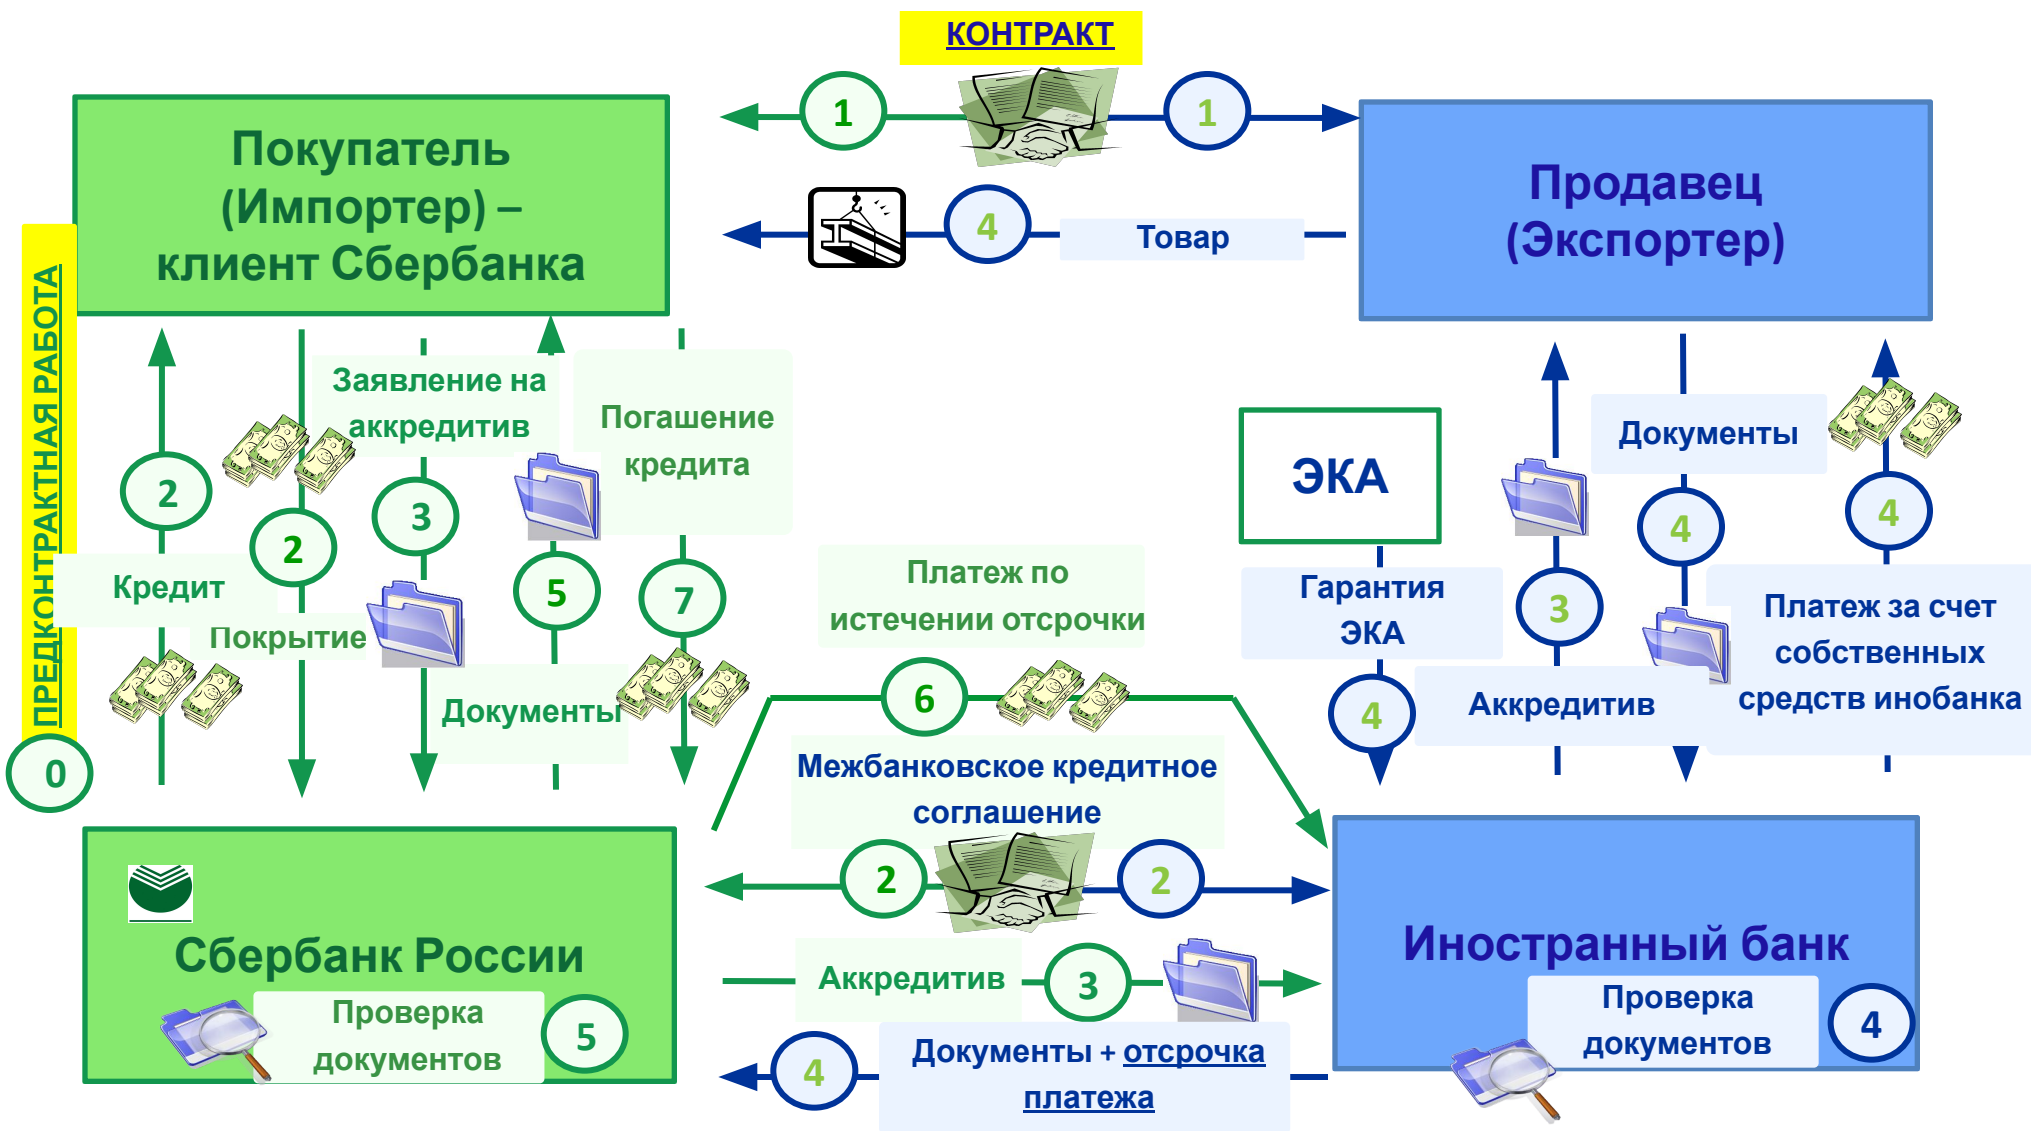 КОНТРАКТ
1
1
Покупатель
(Импортер) –
клиент Сбербанка
Продавец
(Экспортер)
4
Товар
ПРЕДКОНТРАКТНАЯ РАБОТА
0
Заявление на
аккредитив
Погашение
кредита
2
2
3
5
7
Кредит
Покрытие
Документы
ЭКА
Документы
4
4
3
Гарантия
ЭКА
4
Аккредитив
Платеж за счет
собственных
средств инобанка
Платеж по
истечении отсрочки
6
Межбанковское кредитное
соглашение
2
2
Сбербанк России
Проверка
документов
5
Аккредитив
3
4
Документы + отсрочка
платежа
Иностранный банк
Проверка
документов
4